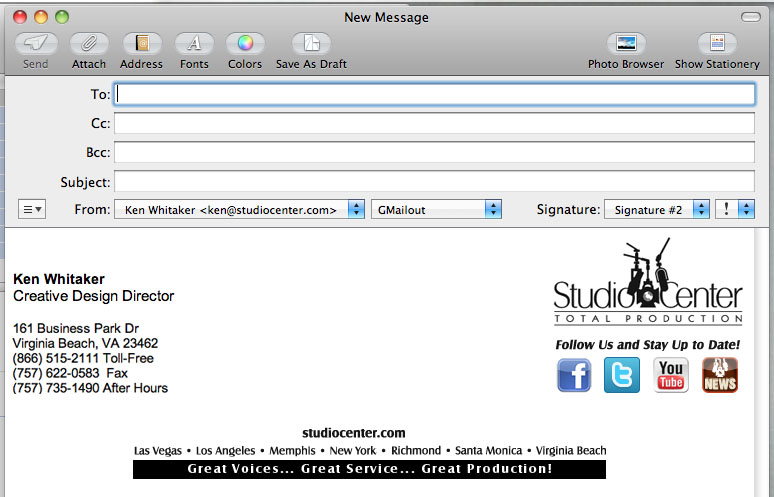 New Message
Send Attach Address Fonts Colors Save As Draft Photo Browser Show Stationery
To:
Cc:
Bcc:
Subject:
From: Ken Whitaker <ken@studiocenter.com> GMailout Signature: Signature #2 !
Ken Whitaker
Creative Design Director
161 Business Park Dr
Virginia Beach, VA 23462
(866) 515-2111 Toll-Free
(757) 622-0583 Fax
(757) 735-1490 After Hours
Studio Center
TOTAL PRODUCTION
Follow Us and Stay Up to Date!
f t You Tube NEWS
studiocenter.com
Las Vegas • Los Angeles • Memphis • New York • Richmond • Santa Monica • Virginia Beach
Great Voices... Great Service... Great Production!